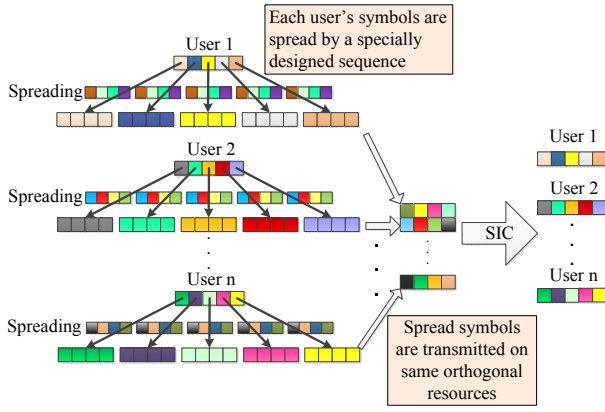 Each user's symbols are
spread by a specially
designed sequence
User 1
Spreading
User 2
Spreading
User n
Spreading
SIC
User 1
User 2
User n
Spread symbols
are transmitted on
same orthogonal
resources